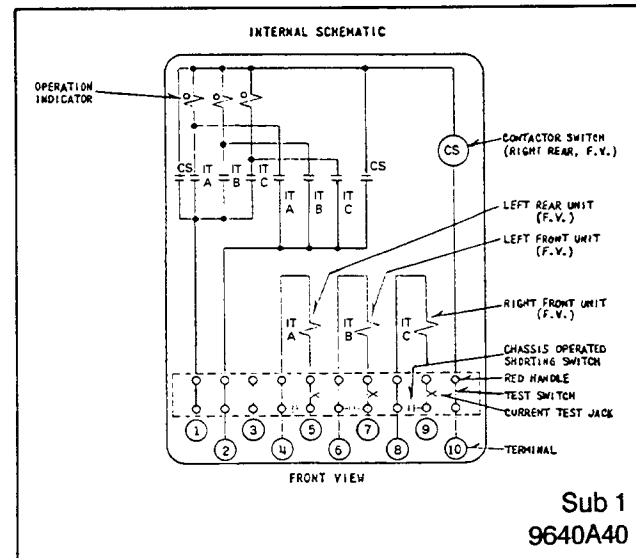 INTERNAL SCHEMATIC
OPERATION
INDICATOR
CS
CONTACTOR SWITCH
(RIGHT REAR, F.V.)
CS
IT
A
IT
B
IT
C
IT
A
IT
B
IT
C
CS
LEFT REAR UNIT
(F.V.)
LEFT FRONT UNIT
(F.V.)
RIGHT FRONT UNIT
(F.V.)
IT
A
IT
B
IT
C
CHASSIS OPERATED
SHORTING SWITCH
RED HANDLE
TEST SWITCH
CURRENT TEST JACK
1
2
3
4
5
6
7
8
9
10
TERMINAL
FRONT VIEW
Sub 1
9640A40